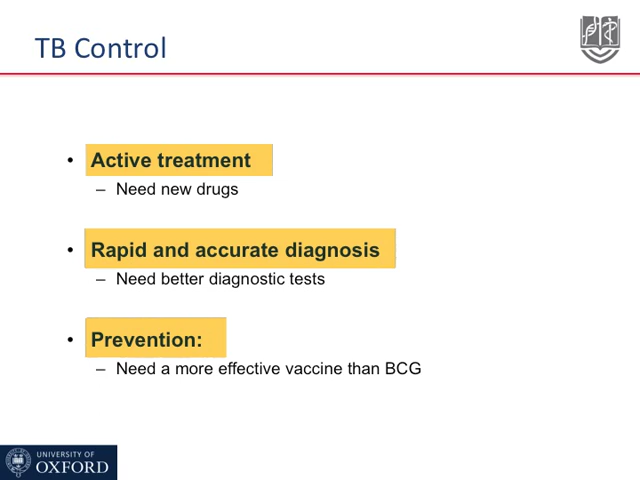 TB Control
• Active treatment
– Need new drugs
• Rapid and accurate diagnosis
– Need better diagnostic tests
• Prevention:
– Need a more effective vaccine than BCG
UNIVERSITY OF
OXFORD